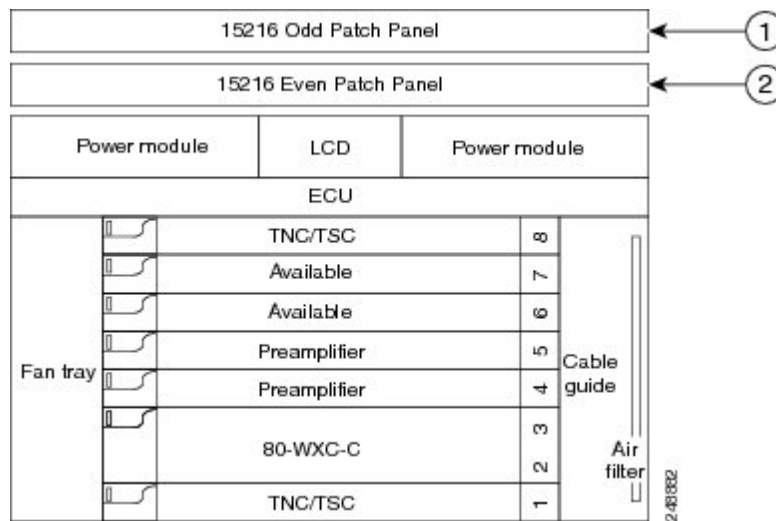 15216 Odd Patch Panel
1
15216 Even Patch Panel
2
Power module
LCD
Power module
ECU
TNC/TSC
8
Available
7
Available
6
Preamplifier
5
Preamplifier
4
80-WXC-C
3
2
TNC/TSC
1
Fan tray
Cable
guide
Air
filter
248882